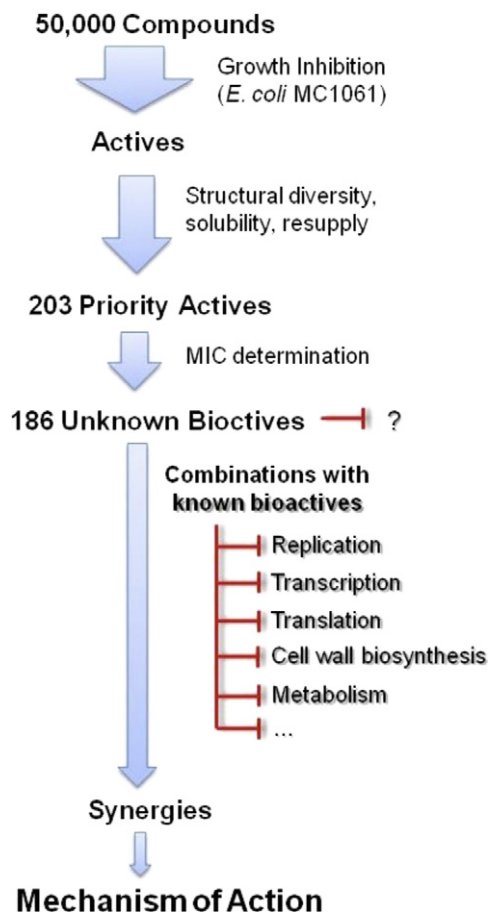 50,000 Compounds
Growth Inhibition
(E. coli MC1061)
Actives
Structural diversity,
solubility, resupply
203 Priority Actives
MIC determination
186 Unknown Bioctives
?
Combinations with
known bioactives
Replication
Transcription
Translation
Cell wall biosynthesis
Metabolism
...
Synergies
Mechanism of Action